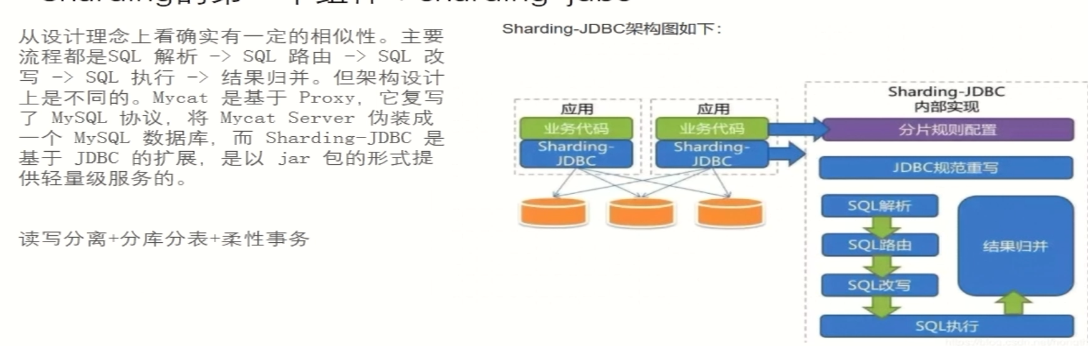 从设计理念上看确实有一定的相似性。主要
流程都是SQL 解析 -> SQL 路由 -> SQL 改
写 -> SQL 执行 -> 结果归并。但架构设计
上是不同的。Mycat 是基于 Proxy，它复写
了 MySQL 协议，将 Mycat Server 伪装成
一个 MySQL 数据库，而 Sharding-JDBC 是
基于 JDBC 的扩展，是以 jar 包的形式提
供轻量级服务的。
读写分离+分库分表+柔性事务
Sharding-JDBC架构图如下：
应用
业务代码
Sharding-
JDBC
应用
业务代码
Sharding-
JDBC
Sharding-JDBC
内部实现
分片规则配置
JDBC规范重写
SQL解析
SQL路由
SQL改写
结果归并
SQL执行